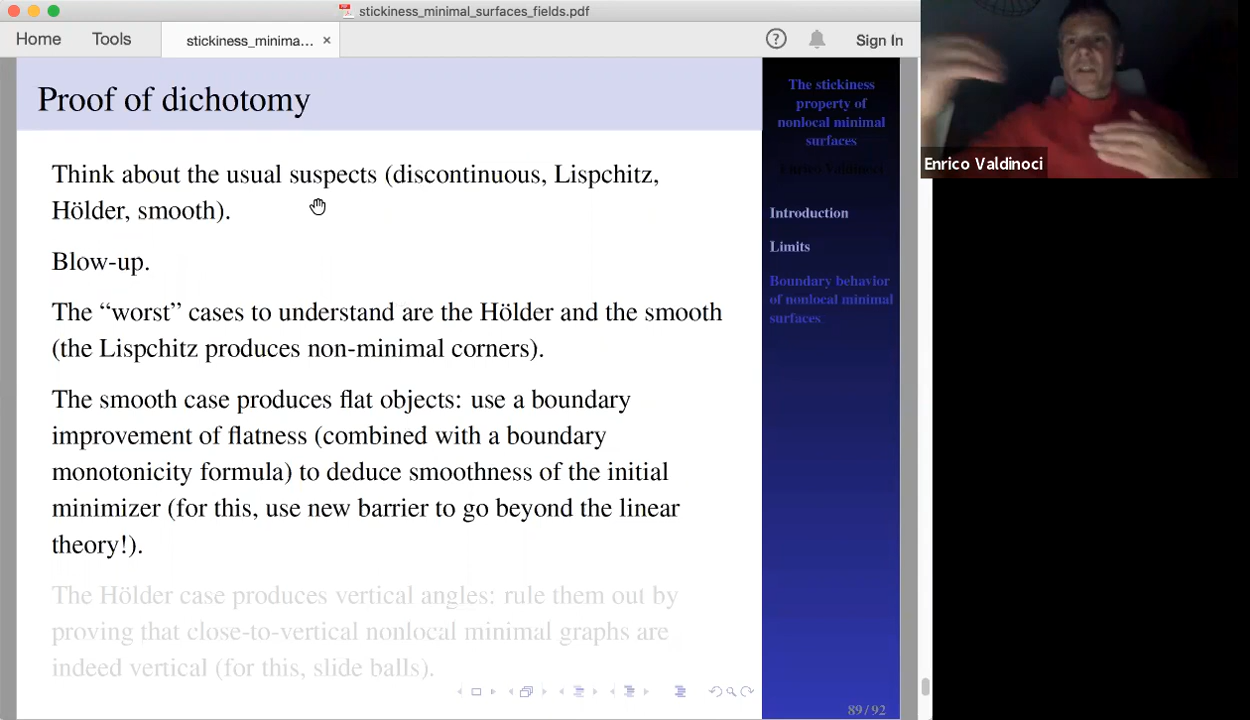 stickiness_minimal_surfaces_fields.pdf
Home
Tools
stickiness_minima... ×
?
Sign In
Proof of dichotomy
Think about the usual suspects (discontinuous, Lispchitz,
Hölder, smooth).
Blow-up.
The “worst” cases to understand are the Hölder and the smooth
(the Lispchitz produces non-minimal corners).
The smooth case produces flat objects: use a boundary
improvement of flatness (combined with a boundary
monotonicity formula) to deduce smoothness of the initial
minimizer (for this, use new barrier to go beyond the linear
theory!).
The Hölder case produces vertical angles: rule them out by
proving that close-to-vertical nonlocal minimal graphs are
indeed vertical (for this, slide balls).
The stickiness
property of
nonlocal minimal
surfaces
Enrico Valdinoci
Introduction
Limits
Boundary behavior
of nonlocal minimal
surfaces
89/92
Enrico Valdinoci